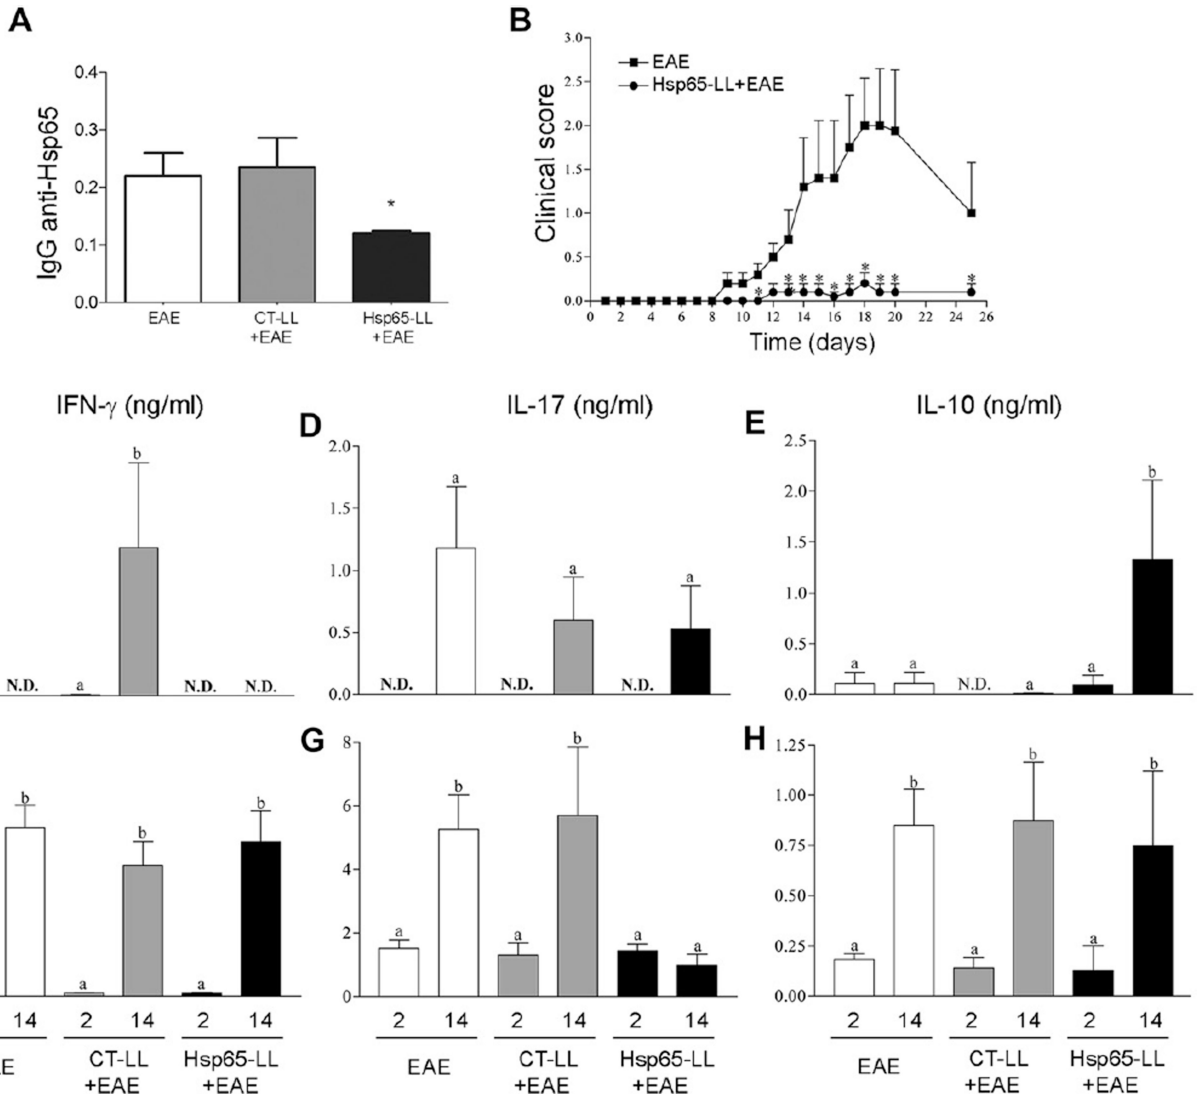 A
IgG anti-Hsp65
0.4
0.3
0.2
0.1
0.0
*
EAE
CT-LL
+EAE
Hsp65-LL
+EAE
B
Clinical score
3.0
2.5
2.0
1.5
1.0
0.5
0.0
EAE
Hsp65-LL+EAE
* * * * * * * * * *
0 2 4 6 8 10 12 14 16 18 20 22 24 26
Time (days)
IFN-γ (ng/ml)
b
N.D. a N.D. N.D.
D
IL-17 (ng/ml)
2.0
1.5
1.0
0.5
0.0
N.D. a N.D. a N.D. a
E
IL-10 (ng/ml)
2.5
2.0
1.5
1.0
0.5
0.0
a a N.D. a a b
b a b a b
14 2 14 2 14
CT-LL
+EAE
Hsp65-LL
+EAE
G
8
6
4
2
0
a b a b a a
2 14 2 14 2 14
EAE
CT-LL
+EAE
Hsp65-LL
+EAE
H
1.25
1.00
0.75
0.50
0.25
0.00
a b a b a b
2 14 2 14 2 14
EAE
CT-LL
+EAE
Hsp65-LL
+EAE